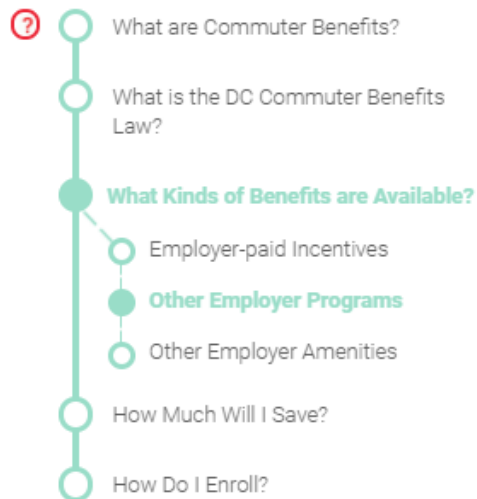 ?
What are Commuter Benefits?
What is the DC Commuter Benefits
Law?
What Kinds of Benefits are Available?
Employer-paid Incentives
Other Employer Programs
Other Employer Amenities
How Much Will I Save?
How Do I Enroll?